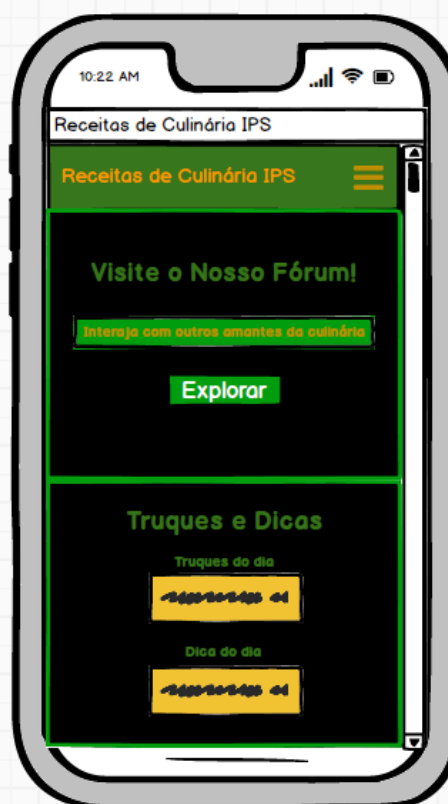 10:22 AM
Receitas de Culinária IPS
Receitas de Culinária IPS
Visite o Nosso Fórum!
Interaja com outros amantes da culinária
Explorar
Truques e Dicas
Truques do dia
Dica do dia